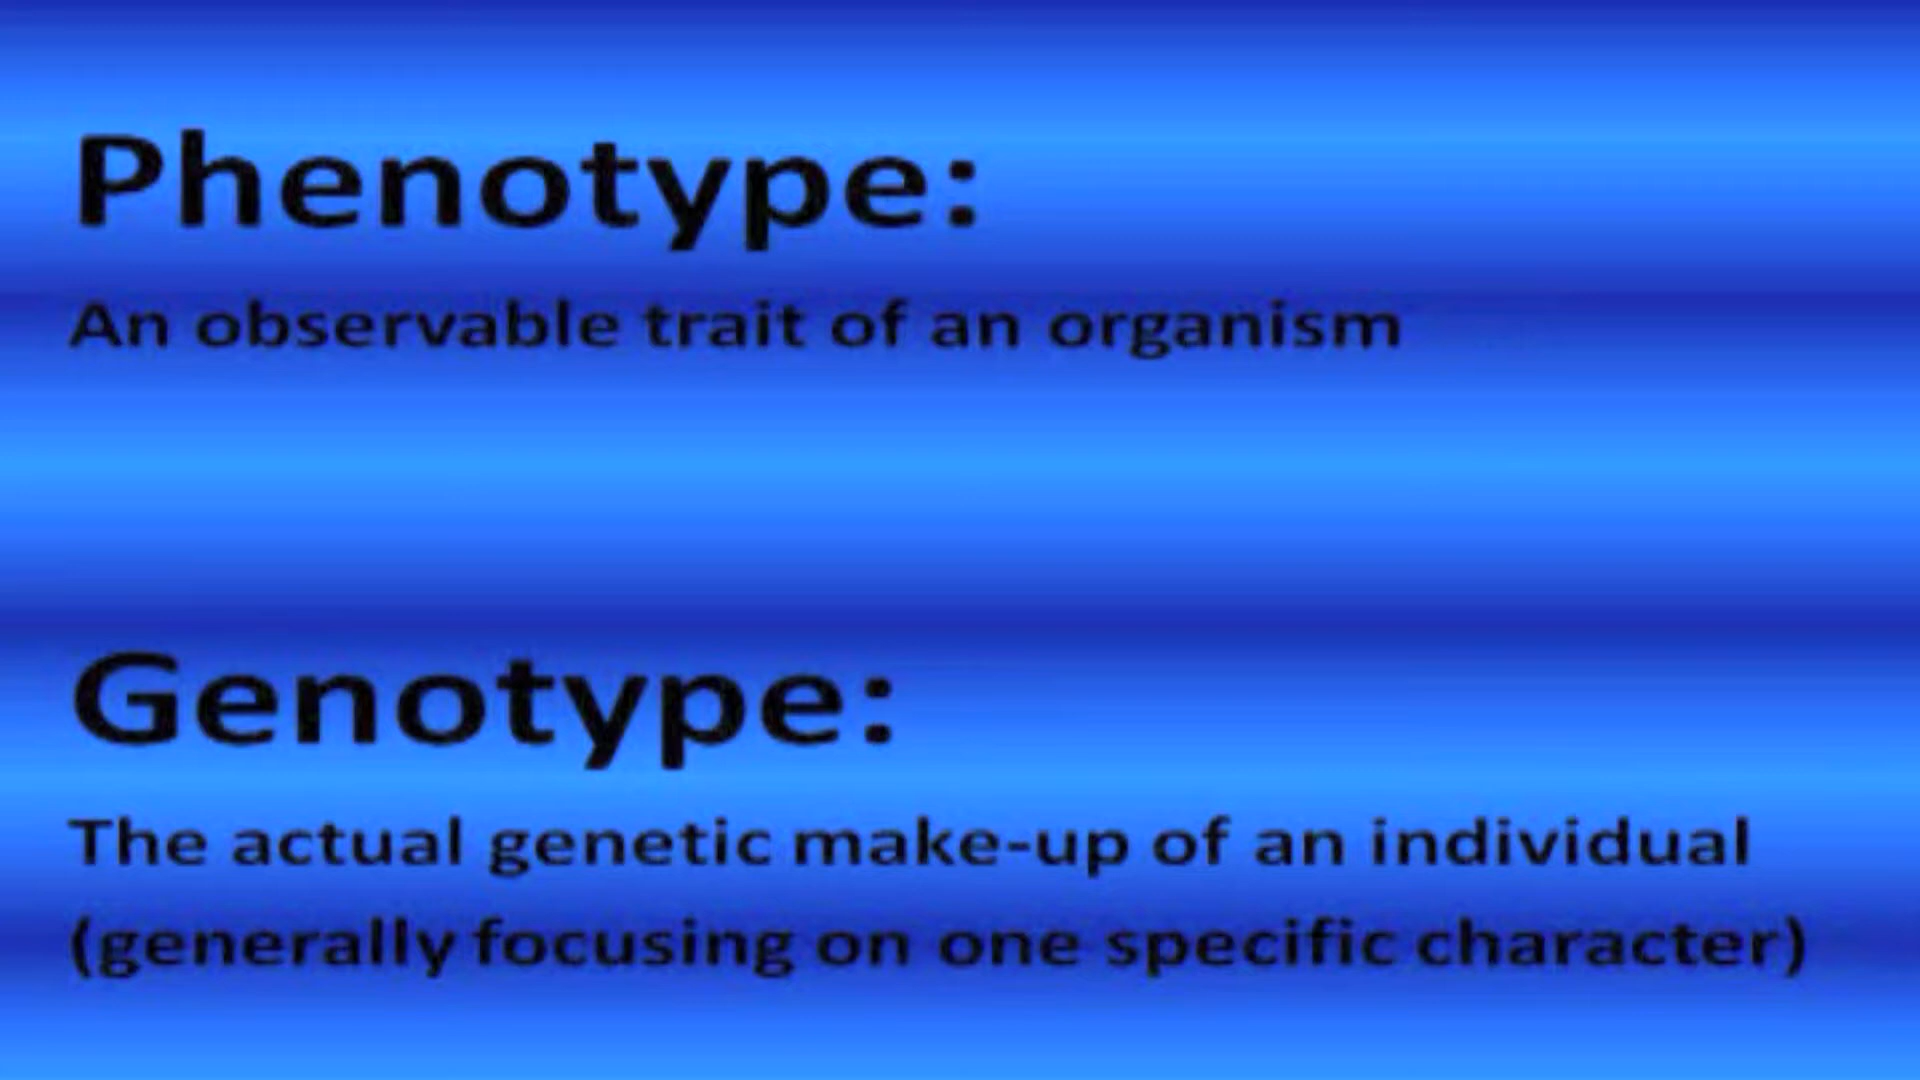 Phenotype:
An observable trait of an organism
Genotype:
The actual genetic make-up of an individual
(generally focusing on one specific character)